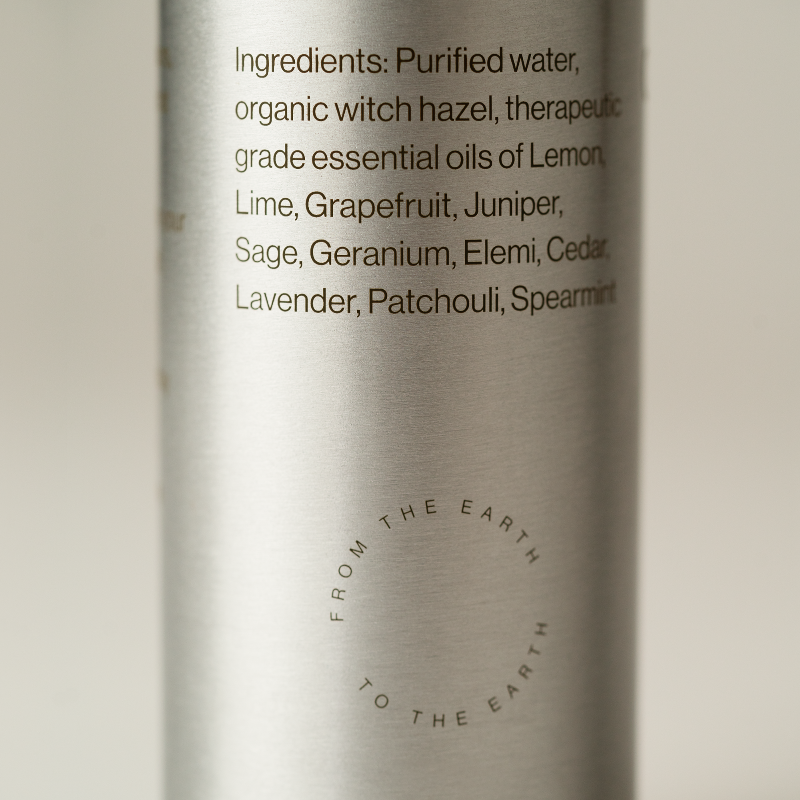 Ingredients: Purified water,
organic witch hazel, therapeutic
grade essential oils of Lemon,
Lime, Grapefruit, Juniper,
Sage, Geranium, Elemi, Cedar,
Lavender, Patchouli, Spearmint
FROM THE EARTH
TO THE EARTH